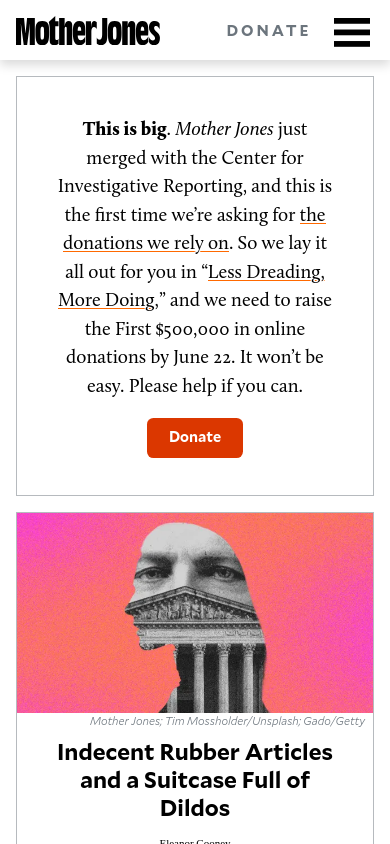 Mother Jones
DONATE
This is big. Mother Jones just
merged with the Center for
Investigative Reporting, and this is
the first time we’re asking for the
donations we rely on. So we lay it
all out for you in “Less Dreading,
More Doing,” and we need to raise
the First $500,000 in online
donations by June 22. It won’t be
easy. Please help if you can.
Donate
Mother Jones; Tim Mossholder/Unsplash; Gado/Getty
Indecent Rubber Articles
and a Suitcase Full of
Dildos
Eleanor Cooney